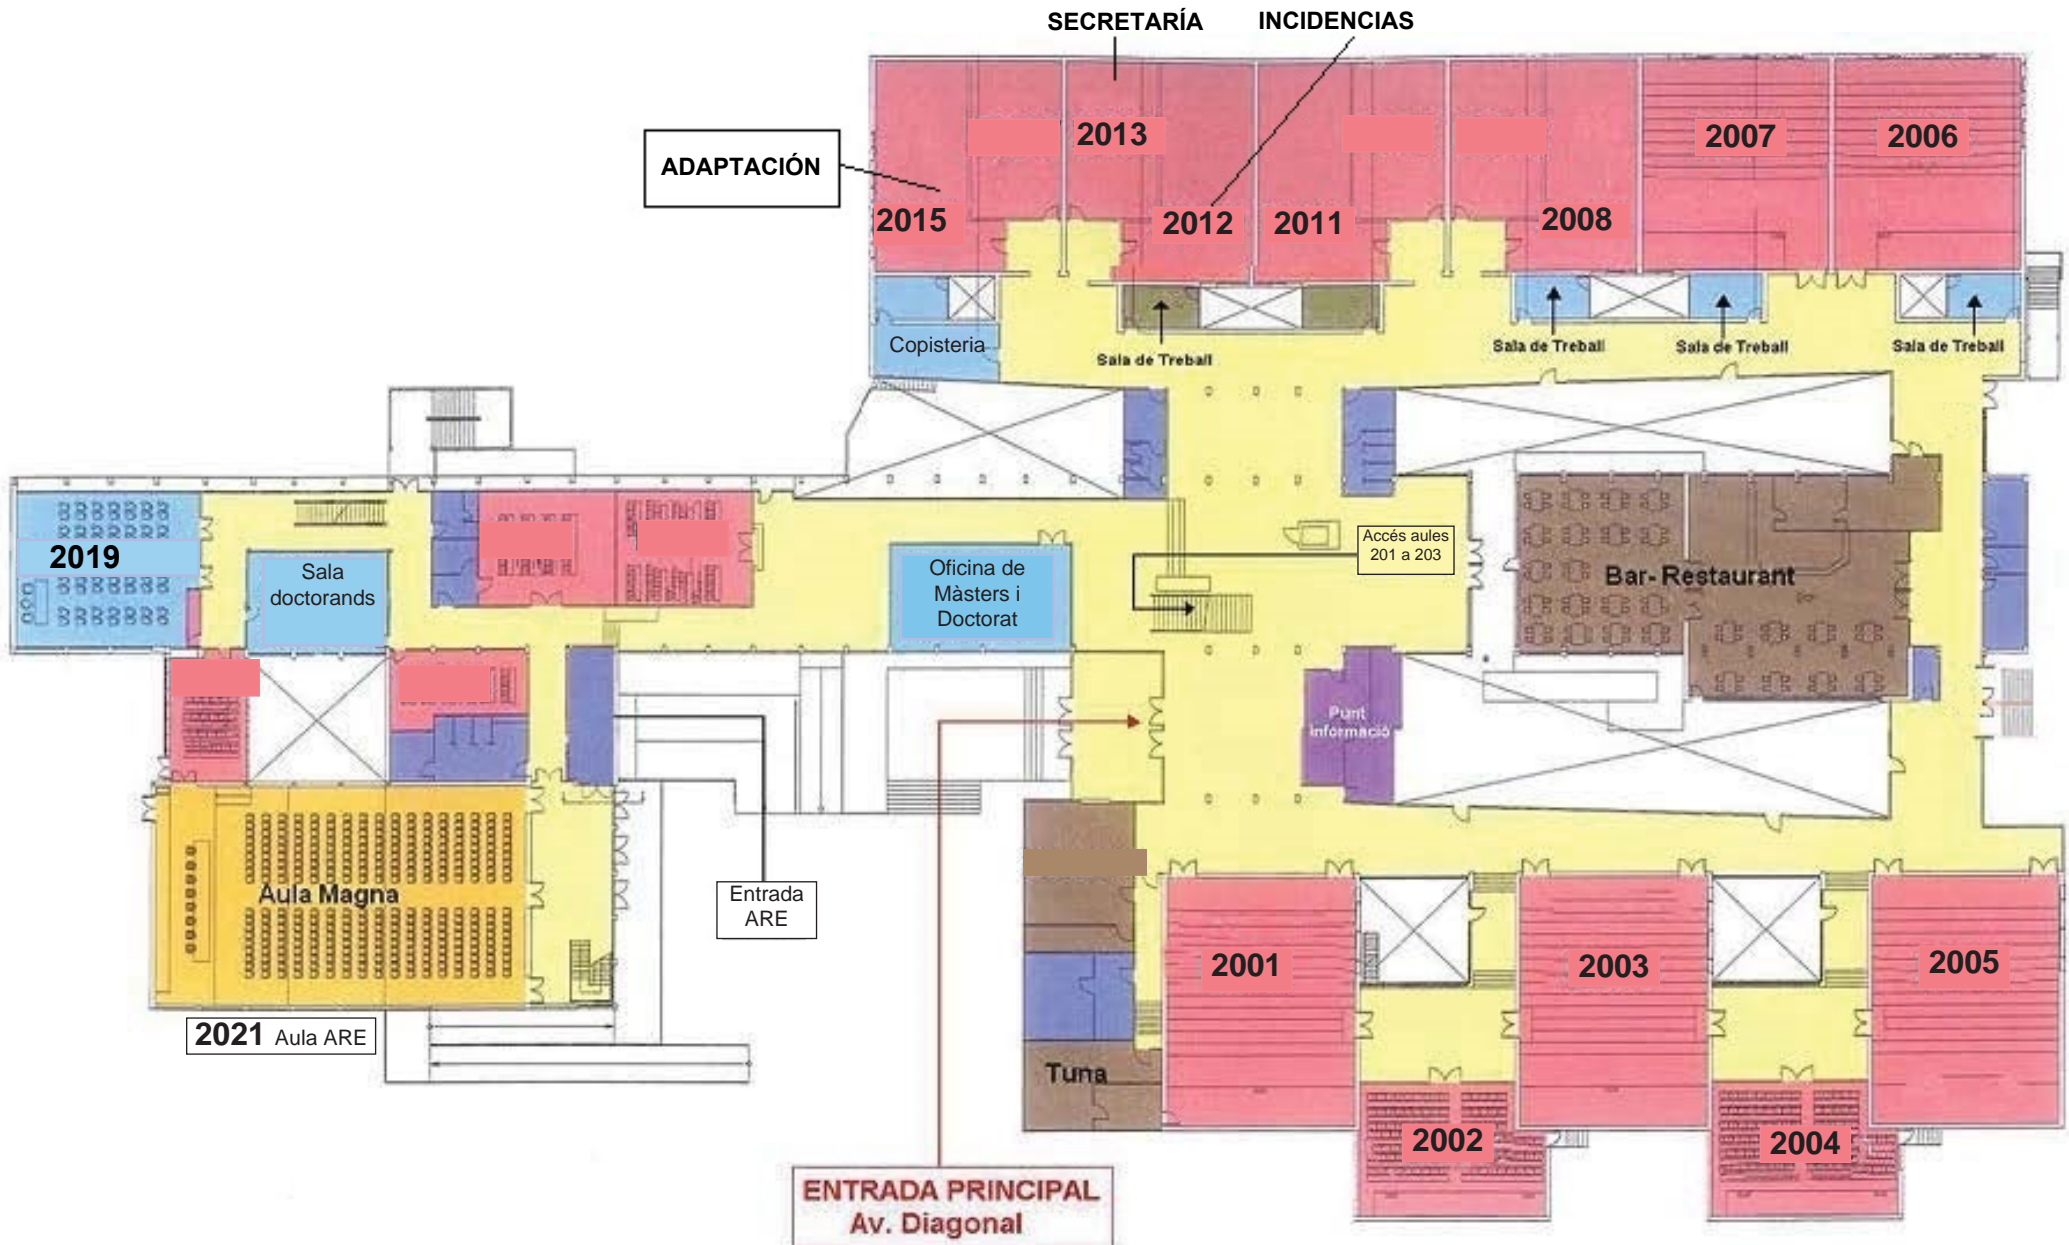 SECRETARÍA
INCIDENCIAS
ADAPTACIÓN
2013
2007
2006
2015
2012
2011
2008
Copisteria
Sala de Treball
Sala de Treball
Sala de Treball
Sala de Treball
2019
Sala
doctorands
Oficina de
Màsters i
Doctorat
Accés aules
201 a 203
Bar- Restaurant
Punt
Informació
Aula Magna
Entrada
ARE
2021 Aula ARE
2001
2003
2005
Tuna
2002
2004
ENTRADA PRINCIPAL
Av. Diagonal